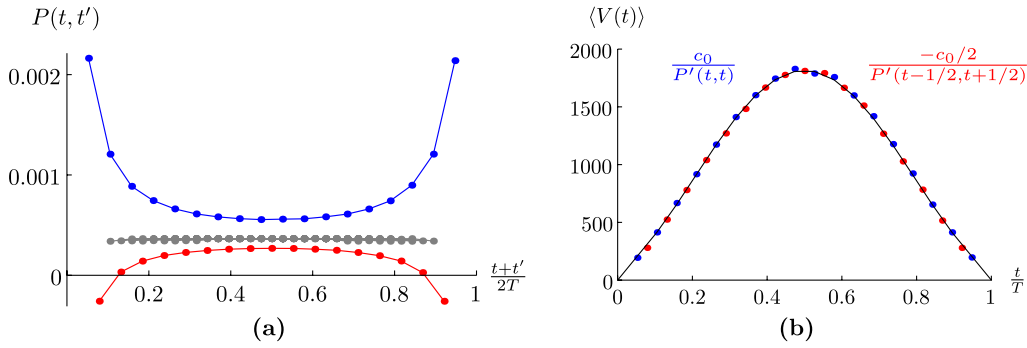 P(t, t′)
0.002
0.001
0
0.2
0.4
0.6
0.8
1
t+t′
2T
(a)
⟨V(t)⟩
2000
1500
1000
500
0
c₀
P′(t,t)
−c₀/2
P′(t−1/2,t+1/2)
0
0.2
0.4
0.6
0.8
1
t
T
(b)